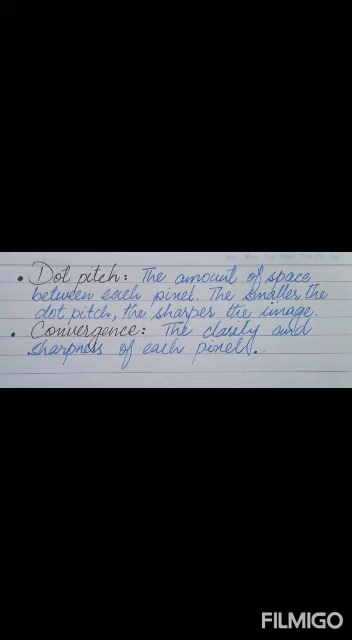 • Dot pitch: The amount of space
between each pixel. The smaller the
dot pitch, the sharper the image.
• Convergence: The clarity and
sharpness of each pixel.
FILMIGO